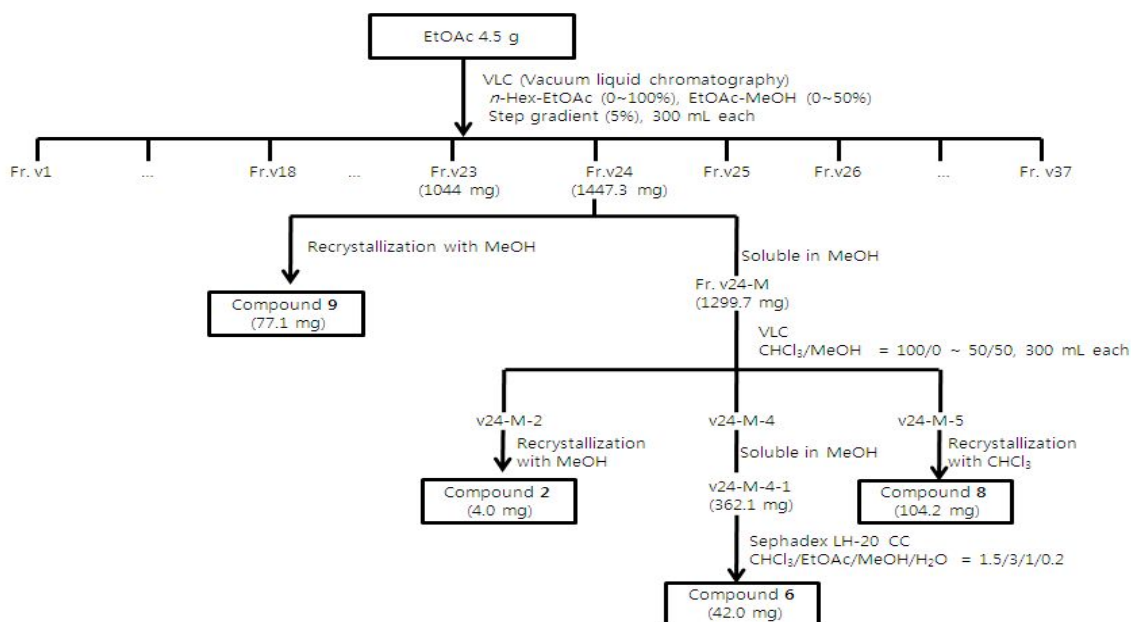 EtOAc 4.5 g
VLC (Vacuum liquid chromatography)
n-Hex-EtOAc (0~100%), EtOAc-MeOH (0~50%)
Step gradient (5%), 300 mL each
Fr. v1 ... Fr.v18 ... Fr.v23 Fr.v24 Fr.v25 Fr.v26 ... Fr. v37
(1044 mg) (1447.3 mg)
Recrystallization with MeOH
Soluble in MeOH
Fr. v24-M
(1299.7 mg)
Compound 9
(77.1 mg)
VLC
CHCl₃/MeOH = 100/0 ~ 50/50, 300 mL each
v24-M-2 v24-M-4 v24-M-5
Recrystallization
with MeOH
Soluble in MeOH
Recrystallization
with CHCl₃
Compound 2
(4.0 mg)
v24-M-4-1
(362.1 mg)
Compound 8
(104.2 mg)
Sephadex LH-20 CC
CHCl₃/EtOAc/MeOH/H₂O = 1.5/3/1/0.2
Compound 6
(42.0 mg)